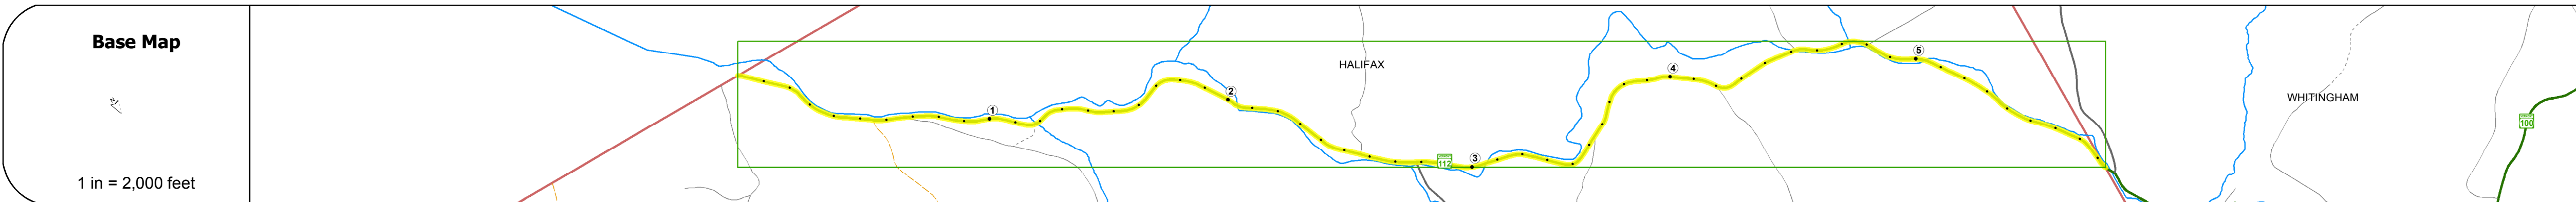 Base Map
1 in = 2,000 feet
HALIFAX
1
2
112
3
4
5
WHITINGHAM
100